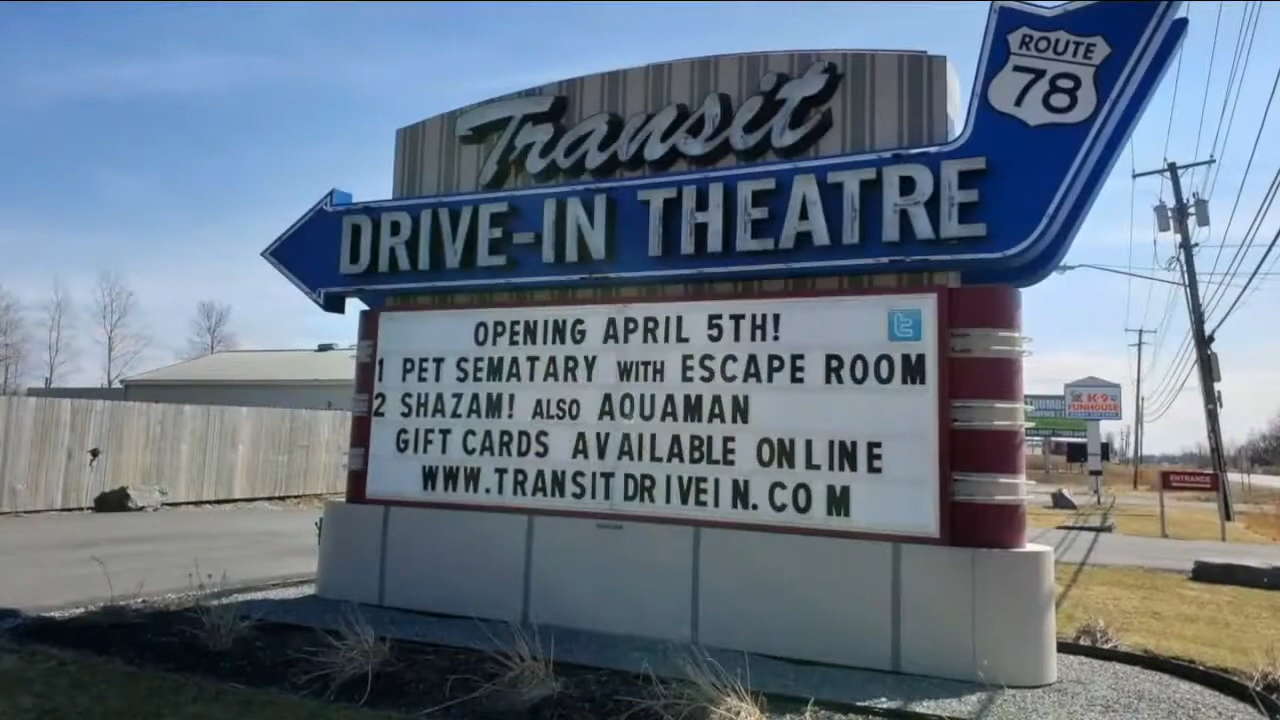 ROUTE
78
Transit
DRIVE-IN THEATRE
OPENING APRIL 5TH!
1 PET SEMATARY WITH ESCAPE ROOM
2 SHAZAM! ALSO AQUAMAN
GIFT CARDS AVAILABLE ONLINE
WWW.TRANSITDRIVEIN.COM
K-9
FUNHOUSE
ENTRANCE